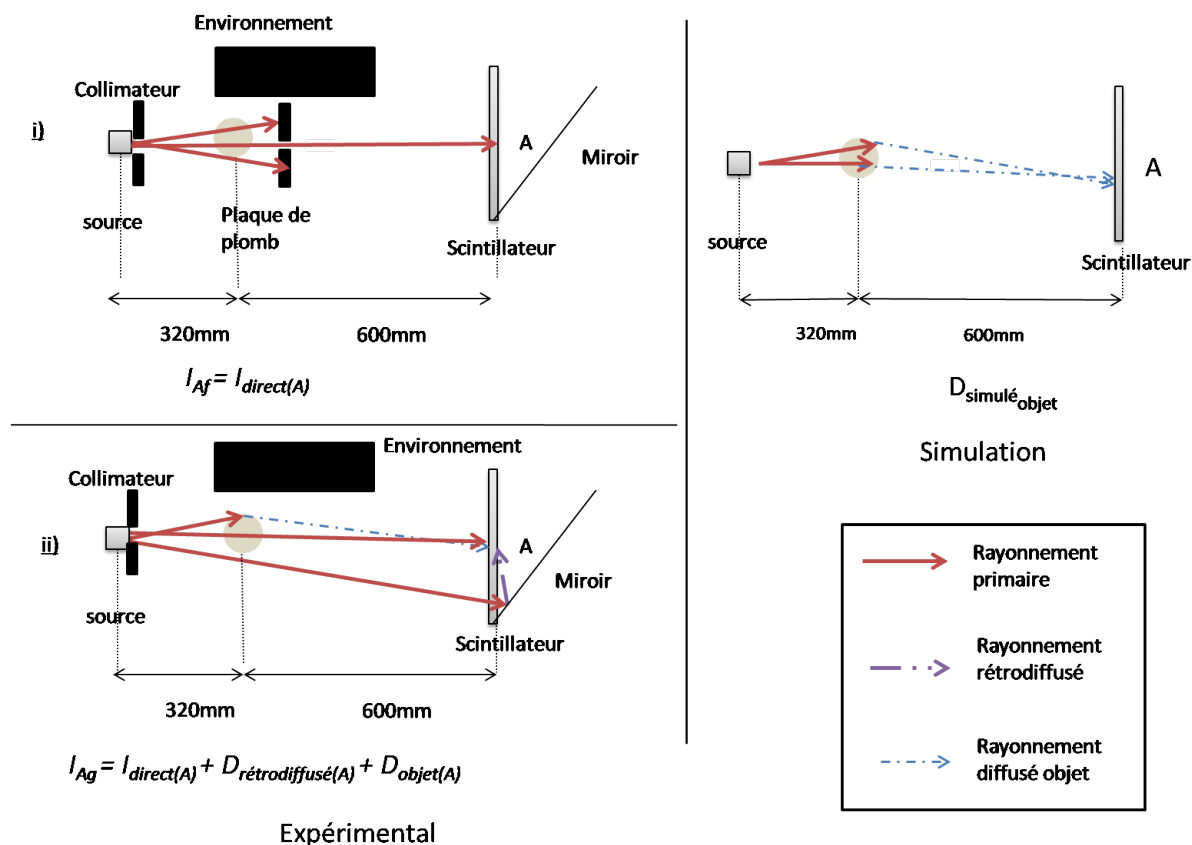 Environnement
Collimateur
i)
A
Miroir
source
Plaque de
plomb
Scintillateur
320mm
600mm
I_Af = I_direct(A)
A
source
Scintillateur
320mm
600mm
D_simulé_objet
Simulation
Environnement
Collimateur
ii)
A
Miroir
source
Scintillateur
320mm
600mm
I_Ag = I_direct(A) + D_rétrodiffusé(A) + D_objet(A)
Expérimental
Rayonnement
primaire
Rayonnement
rétrodiffusé
Rayonnement
diffusé objet